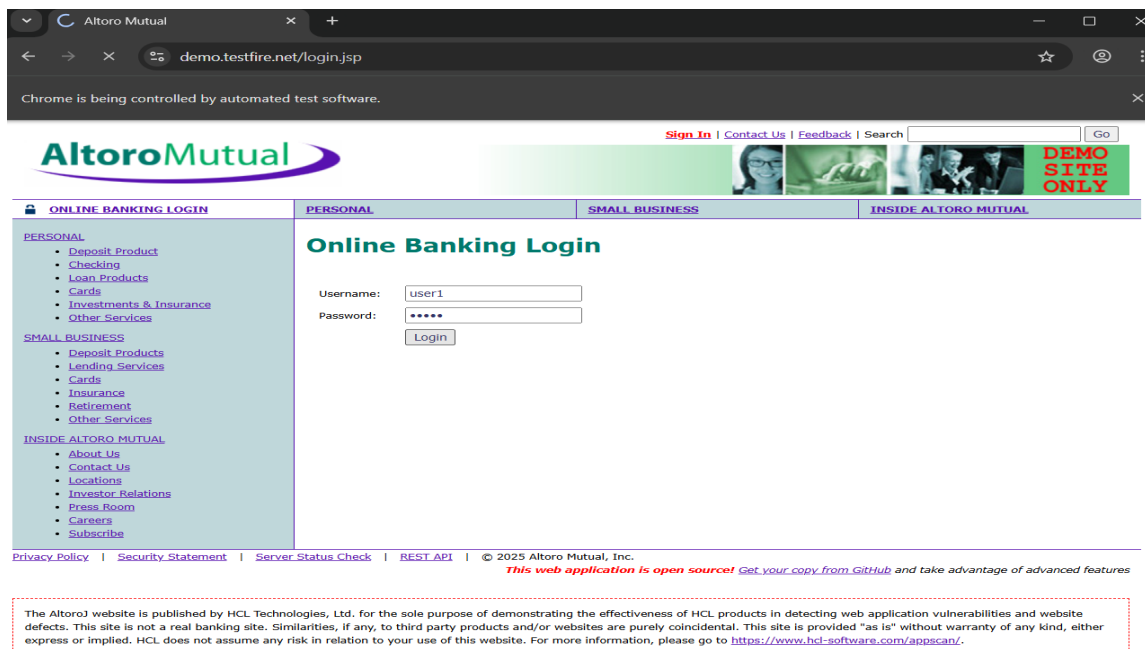 Altoro Mutual
demo.testfire.net/login.jsp
Chrome is being controlled by automated test software.
Sign In | Contact Us | Feedback | Search Go
AltoroMutual
DEMO
SITE
ONLY
ONLINE BANKING LOGIN
PERSONAL
SMALL BUSINESS
INSIDE ALTORO MUTUAL
PERSONAL
• Deposit Product
• Checking
• Loan Products
• Cards
• Investments & Insurance
• Other Services
SMALL BUSINESS
• Deposit Products
• Lending Services
• Cards
• Insurance
• Retirement
• Other Services
INSIDE ALTORO MUTUAL
• About Us
• Contact Us
• Locations
• Investor Relations
• Press Room
• Careers
• Subscribe
Online Banking Login
Username: user1
Password: •••••
Login
Privacy Policy | Security Statement | Server Status Check | REST API | © 2025 Altoro Mutual, Inc.
This web application is open source! Get your copy from GitHub and take advantage of advanced features
The AltoroJ website is published by HCL Technologies, Ltd. for the sole purpose of demonstrating the effectiveness of HCL products in detecting web application vulnerabilities and website
defects. This site is not a real banking site. Similarities, if any, to third party products and/or websites are purely coincidental. This site is provided "as is" without warranty of any kind, either
express or implied. HCL does not assume any risk in relation to your use of this website. For more information, please go to https://www.hcl-software.com/appscan/.